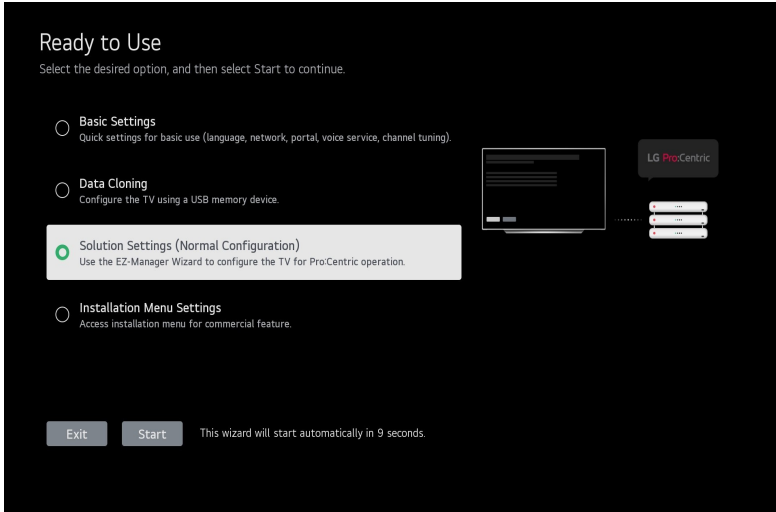 Ready to Use
Select the desired option, and then select Start to continue.
Basic Settings
Quick settings for basic use (language, network, portal, voice service, channel tuning).
Data Cloning
Configure the TV using a USB memory device.
Solution Settings (Normal Configuration)
Use the EZ-Manager Wizard to configure the TV for Pro:Centric operation.
Installation Menu Settings
Access installation menu for commercial feature.
LG Pro:Centric
Exit
Start
This wizard will start automatically in 9 seconds.